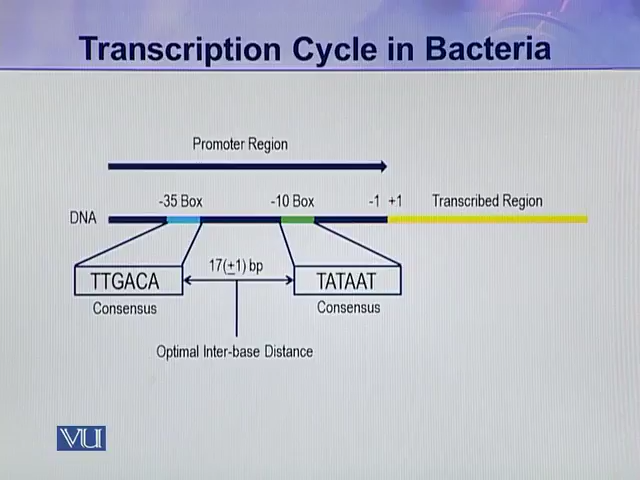 Transcription Cycle in Bacteria
Promoter Region
-35 Box -10 Box -1 +1 Transcribed Region
DNA
17(±1) bp
TTGACA TATAAT
Consensus Consensus
Optimal Inter-base Distance
VU